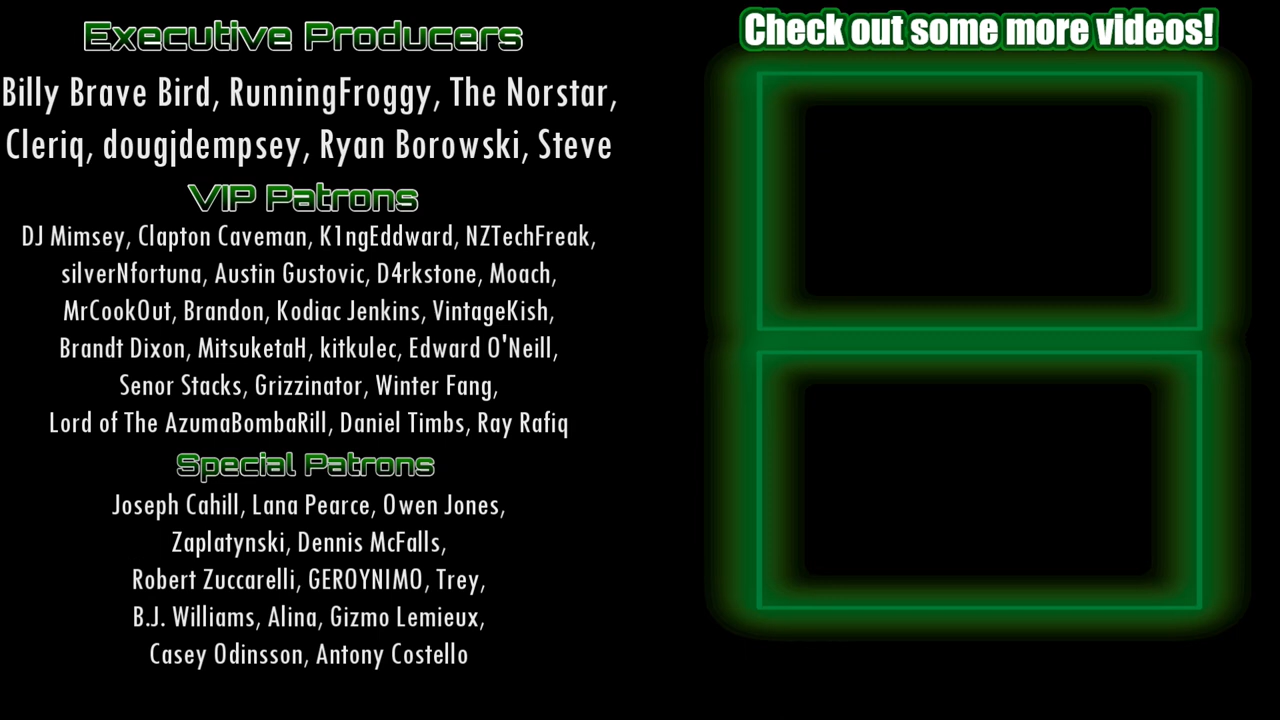 Executive Producers
Billy Brave Bird, RunningFroggy, The Norstar,
Cleriq, dougjdempsey, Ryan Borowski, Steve
VIP Patrons
DJ Mimsey, Clapton Caveman, K1ngEddward, NZTechFreak,
silverNfortuna, Austin Gustovic, D4rkstone, Moach,
MrCookOut, Brandon, Kodiac Jenkins, VintageKish,
Brandt Dixon, MitsuketaH, kitkulec, Edward O'Neill,
Senor Stacks, Grizzinator, Winter Fang,
Lord of The AzumaBombaRill, Daniel Timbs, Ray Rafiq
Special Patrons
Joseph Cahill, Lana Pearce, Owen Jones,
Zaplatynski, Dennis McFalls,
Robert Zuccarelli, GEROYNIMO, Trey,
B.J. Williams, Alina, Gizmo Lemieux,
Casey Odinsson, Antony Costello
Check out some more videos!